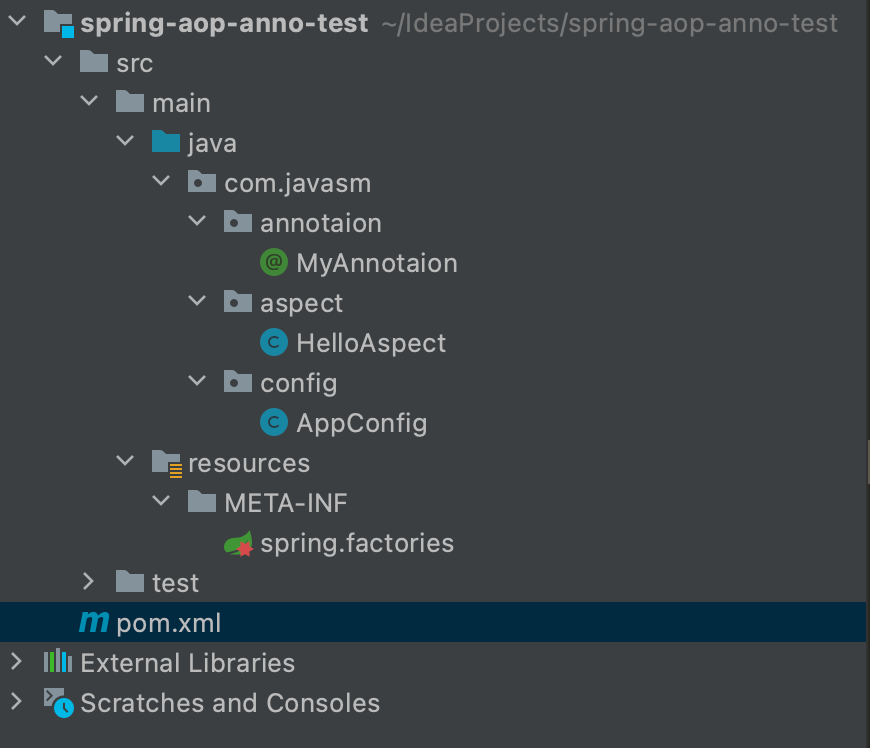 spring-aop-anno-test ~/IdeaProjects/spring-aop-anno-test
src
main
java
com.javasm
annotaion
@ MyAnnotaion
aspect
C HelloAspect
config
C AppConfig
resources
META-INF
spring.factories
test
m pom.xml
External Libraries
Scratches and Consoles